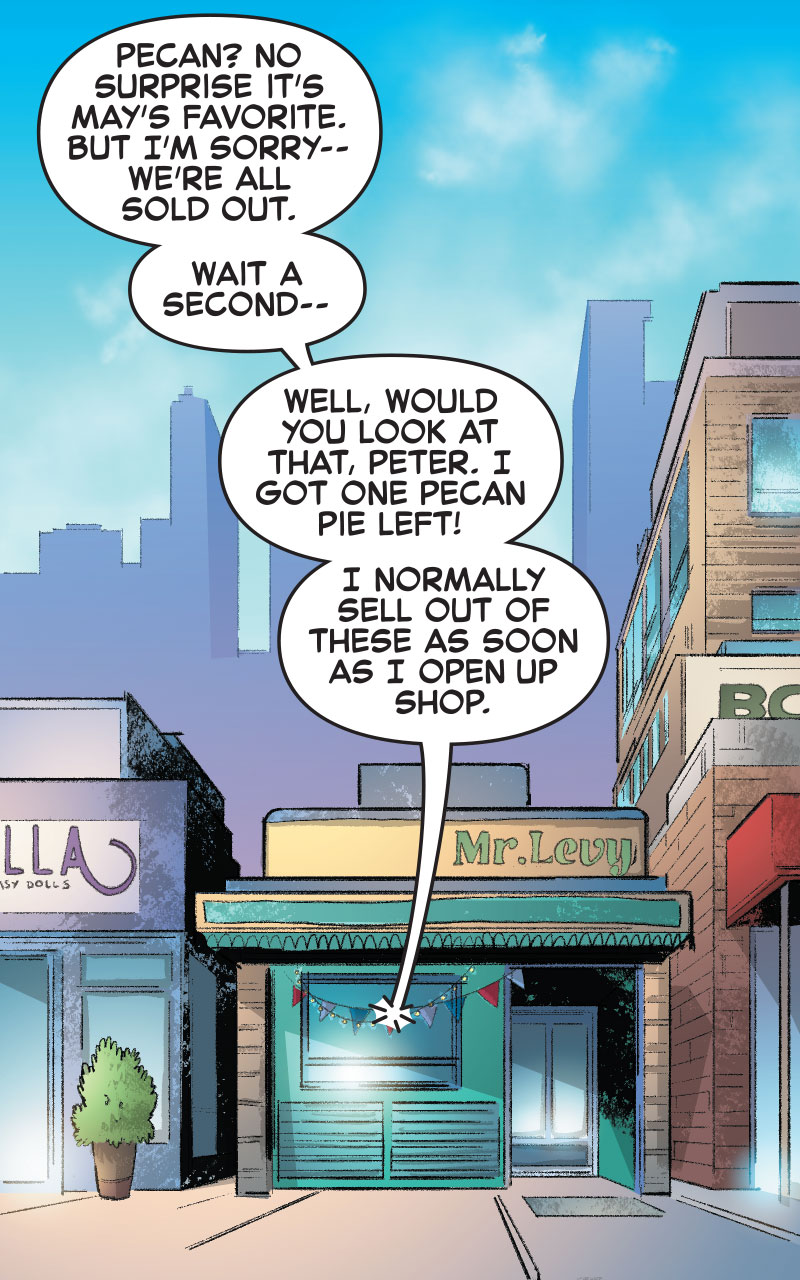 PECAN? NO
SURPRISE IT'S
MAY'S FAVORITE.
BUT I'M SORRY--
WE'RE ALL
SOLD OUT.
WAIT A
SECOND--
WELL, WOULD
YOU LOOK AT
THAT, PETER. I
GOT ONE PECAN
PIE LEFT!
I NORMALLY
SELL OUT OF
THESE AS SOON
AS I OPEN UP
SHOP.
BO
Mr.Levy
LLA
ASY DOLLS